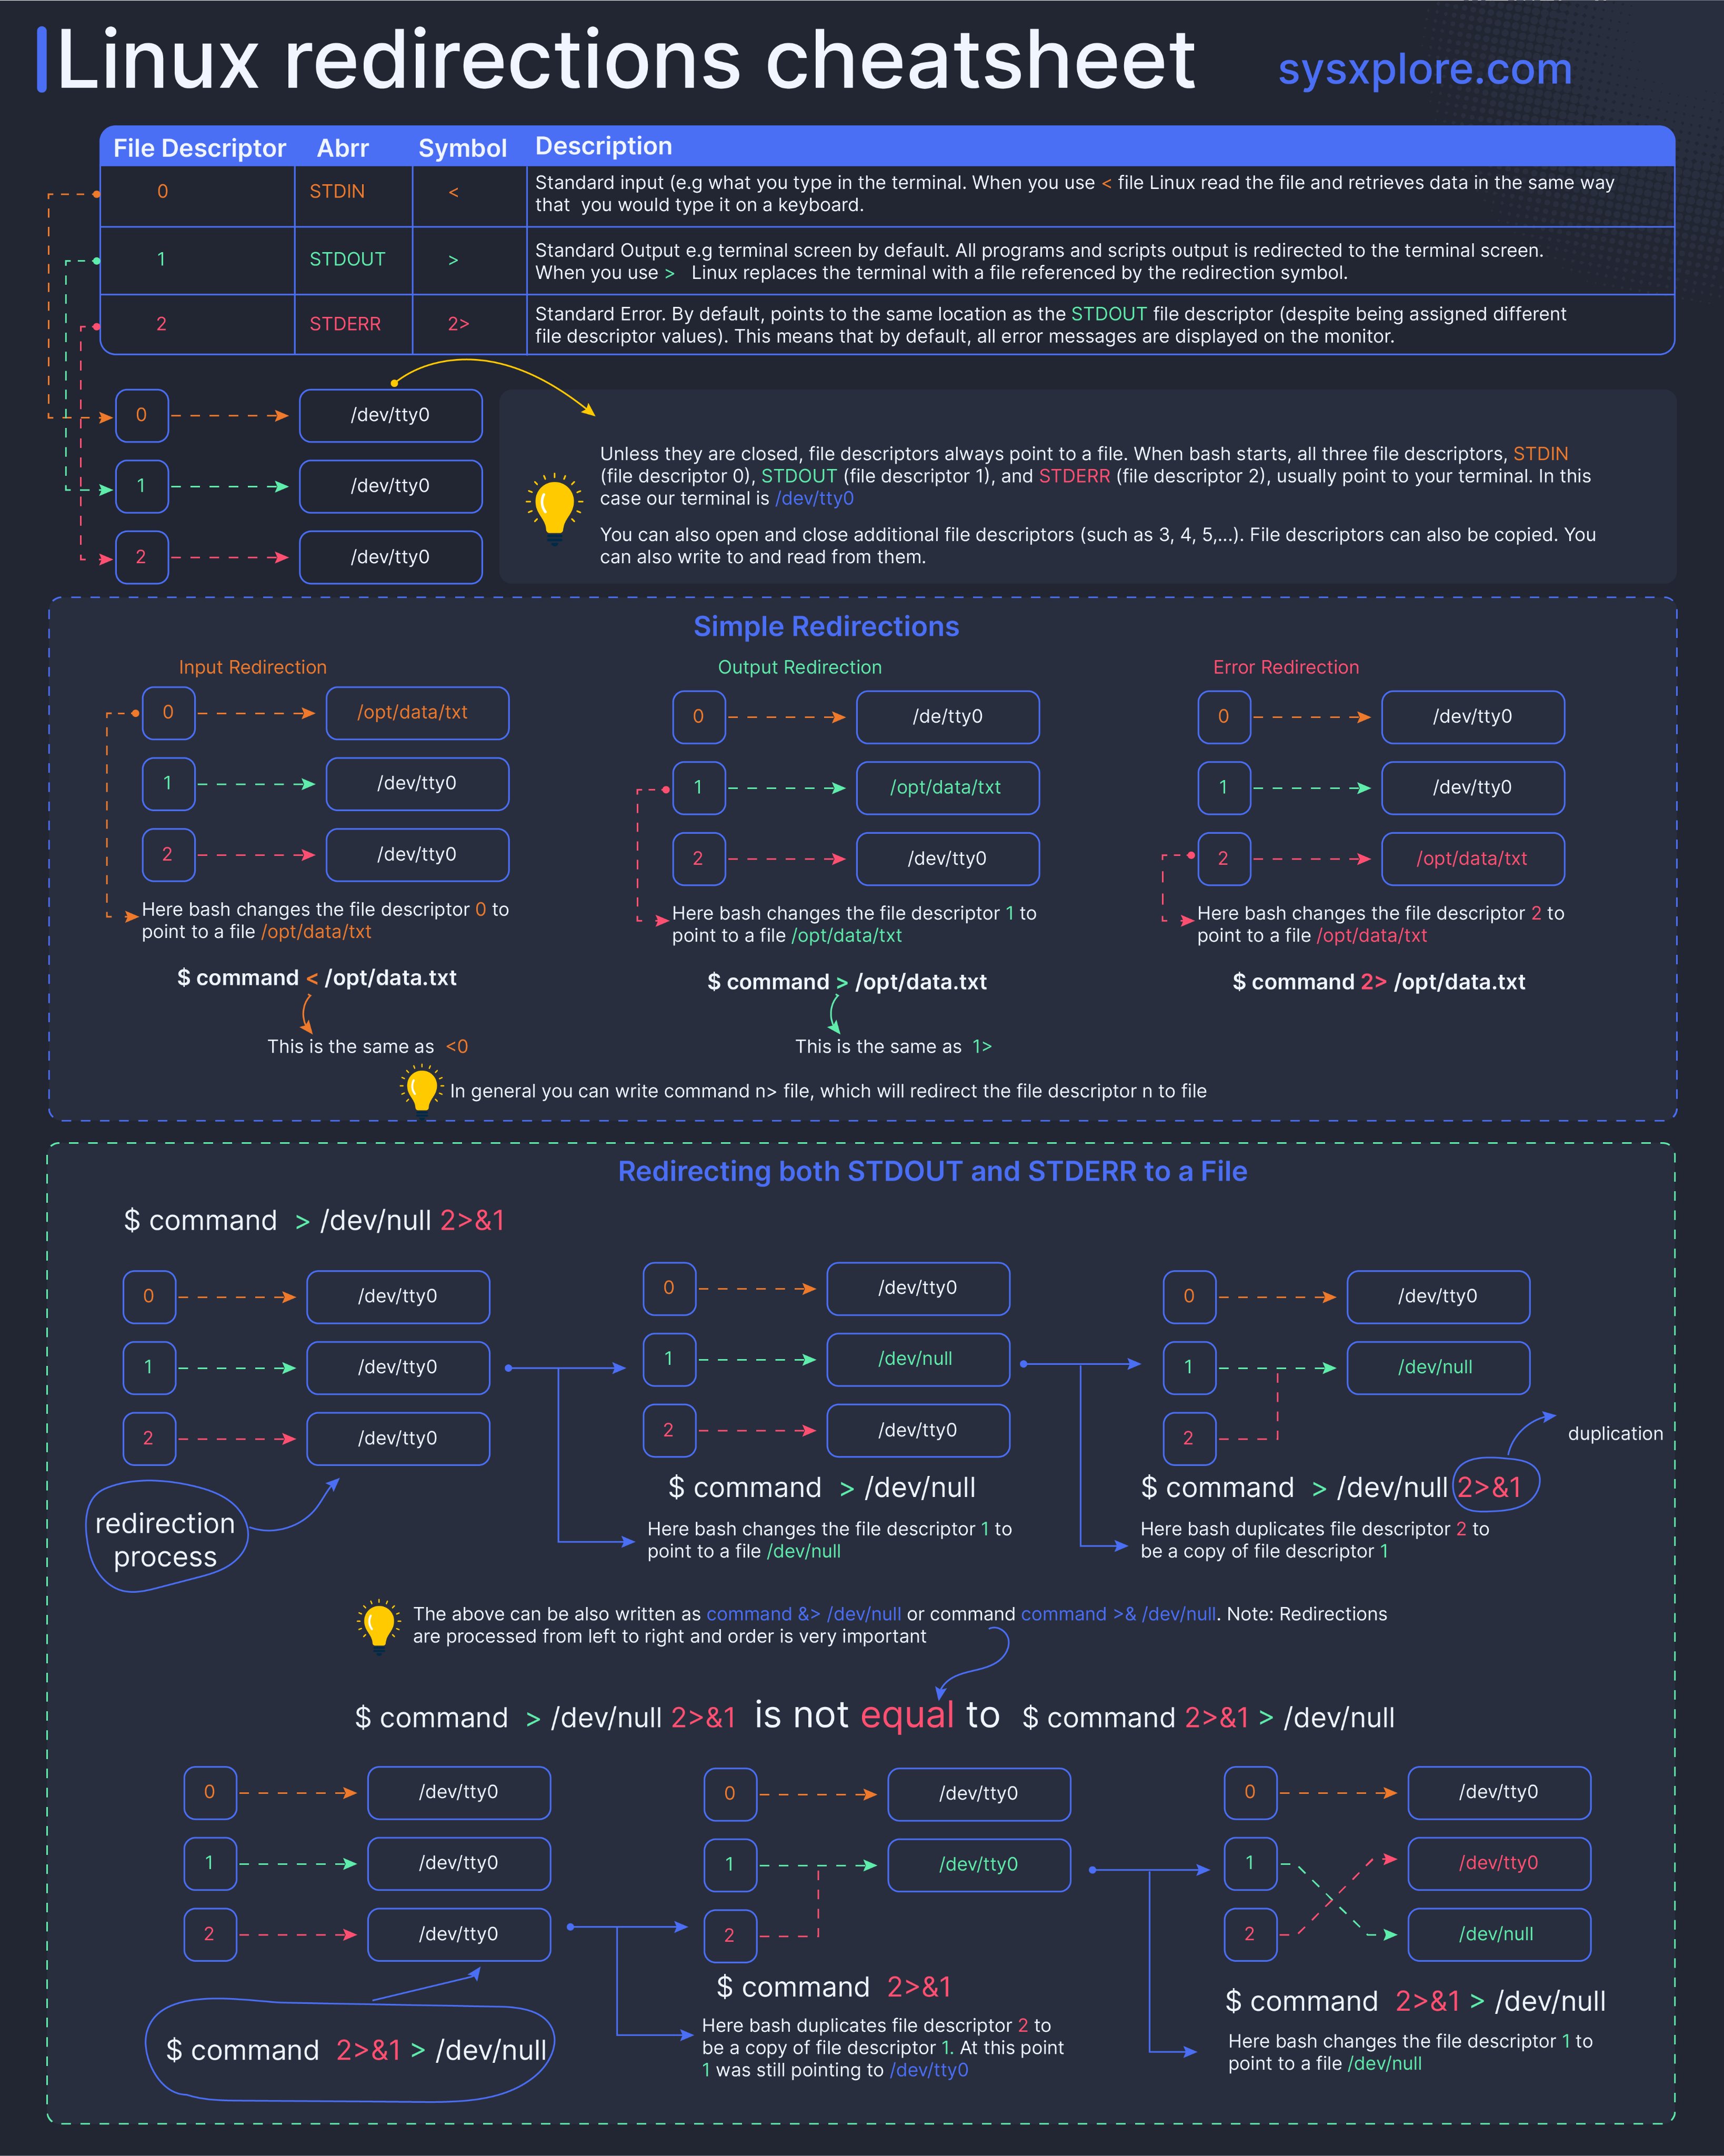 Linux redirections cheatsheet
sysxplore.com
File Descriptor Abrr Symbol Description
0 STDIN < Standard input (e.g what you type in the terminal. When you use < file Linux read the file and retrieves data in the same way
that you would type it on a keyboard.
1 STDOUT > Standard Output e.g terminal screen by default. All programs and scripts output is redirected to the terminal screen.
When you use > Linux replaces the terminal with a file referenced by the redirection symbol.
2 STDERR 2> Standard Error. By default, points to the same location as the STDOUT file descriptor (despite being assigned different
file descriptor values). This means that by default, all error messages are displayed on the monitor.
0 /dev/tty0
1 /dev/tty0
2 /dev/tty0
Unless they are closed, file descriptors always point to a file. When bash starts, all three file descriptors, STDIN
(file descriptor 0), STDOUT (file descriptor 1), and STDERR (file descriptor 2), usually point to your terminal. In this
case our terminal is /dev/tty0
You can also open and close additional file descriptors (such as 3, 4, 5,...). File descriptors can also be copied. You
can also write to and read from them.
Simple Redirections
Input Redirection
0 /opt/data/txt
1 /dev/tty0
2 /dev/tty0
Here bash changes the file descriptor 0 to
point to a file /opt/data/txt
$ command < /opt/data.txt
This is the same as <0
Output Redirection
0 /de/tty0
1 /opt/data/txt
2 /dev/tty0
Here bash changes the file descriptor 1 to
point to a file /opt/data/txt
$ command > /opt/data.txt
This is the same as 1>
Error Redirection
0 /dev/tty0
1 /dev/tty0
2 /opt/data/txt
Here bash changes the file descriptor 2 to
point to a file /opt/data/txt
$ command 2> /opt/data.txt
In general you can write command n> file, which will redirect the file descriptor n to file
Redirecting both STDOUT and STDERR to a File
$ command > /dev/null 2>&1
0 /dev/tty0
1 /dev/tty0
2 /dev/tty0
redirection
process
0 /dev/tty0
1 /dev/null
2 /dev/tty0
$ command > /dev/null
Here bash changes the file descriptor 1 to
point to a file /dev/null
0 /dev/tty0
1 /dev/null
2
duplication
$ command > /dev/null 2>&1
Here bash duplicates file descriptor 2 to
be a copy of file descriptor 1
The above can be also written as command &> /dev/null or command command >& /dev/null. Note: Redirections
are processed from left to right and order is very important
$ command > /dev/null 2>&1 is not equal to $ command 2>&1 > /dev/null
0 /dev/tty0
1 /dev/tty0
2 /dev/tty0
$ command 2>&1 > /dev/null
0 /dev/tty0
1 /dev/tty0
2
$ command 2>&1
Here bash duplicates file descriptor 2 to
be a copy of file descriptor 1. At this point
1 was still pointing to /dev/tty0
0 /dev/tty0
1 /dev/tty0
2 /dev/null
$ command 2>&1 > /dev/null
Here bash changes the file descriptor 1 to
point to a file /dev/null